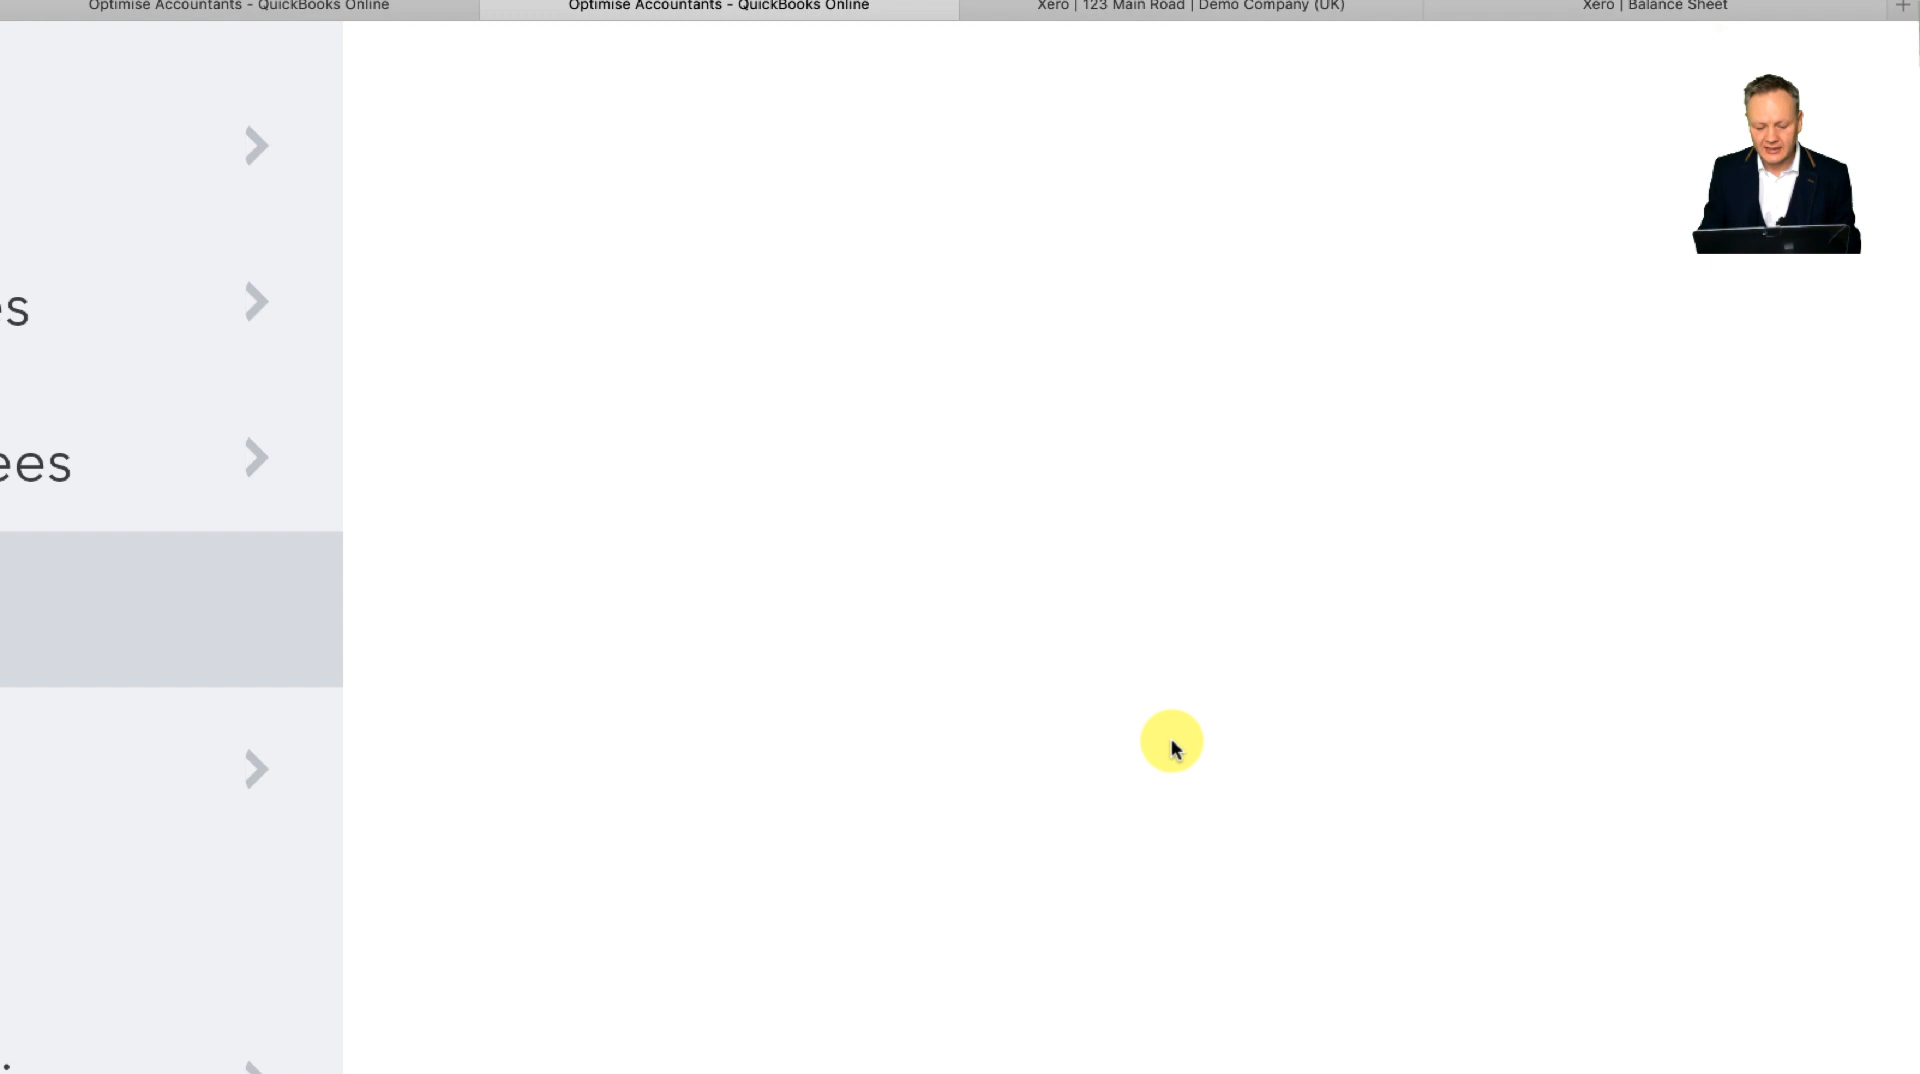 Optimise Accountants - QuickBooks Online
Optimise Accountants - QuickBooks Online
Xero | 123 Main Road | Demo Company (UK)
Xero | Balance Sheet
es
ees